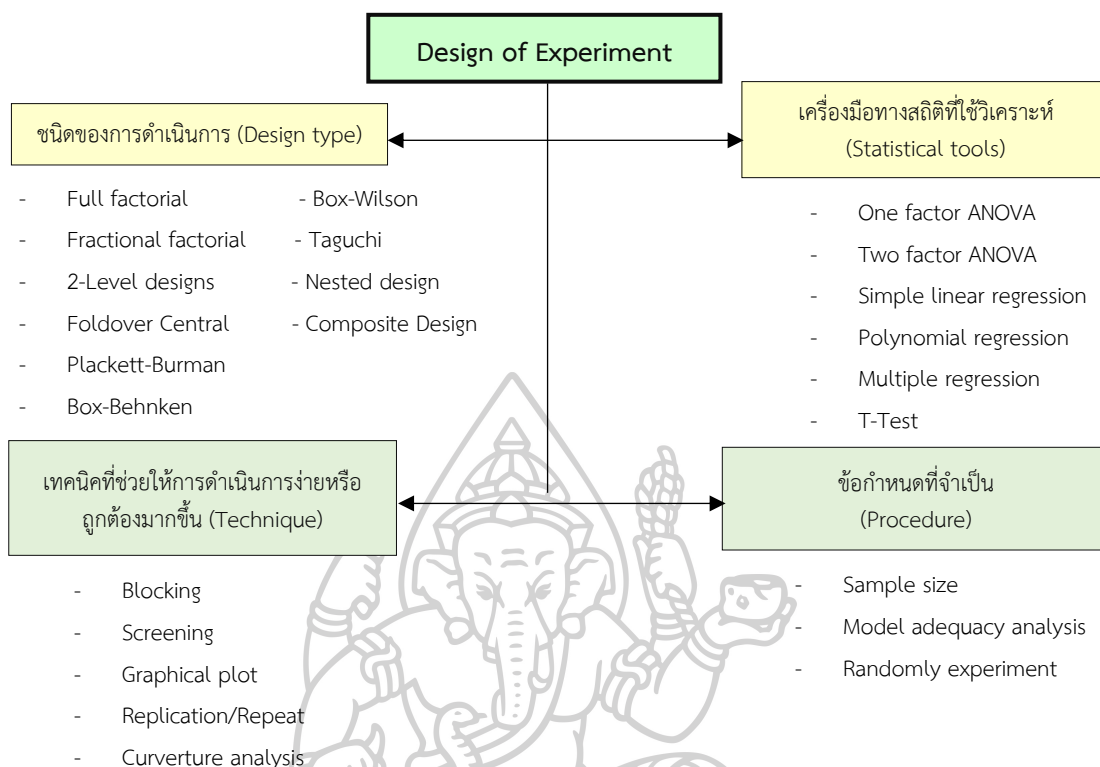 Design of Experiment
ชนิดของการดำเนินการ (Design type)
- Full factorial - Box-Wilson
- Fractional factorial - Taguchi
- 2-Level designs - Nested design
- Foldover Central - Composite Design
- Plackett-Burman
- Box-Behnken
เครื่องมือทางสถิติที่ใช้วิเคราะห์
(Statistical tools)
- One factor ANOVA
- Two factor ANOVA
- Simple linear regression
- Polynomial regression
- Multiple regression
- T-Test
เทคนิคที่ช่วยให้การดำเนินการง่ายหรือ
ถูกต้องมากขึ้น (Technique)
- Blocking
- Screening
- Graphical plot
- Replication/Repeat
- Curverture analysis
ข้อกำหนดที่จำเป็น
(Procedure)
- Sample size
- Model adequacy analysis
- Randomly experiment